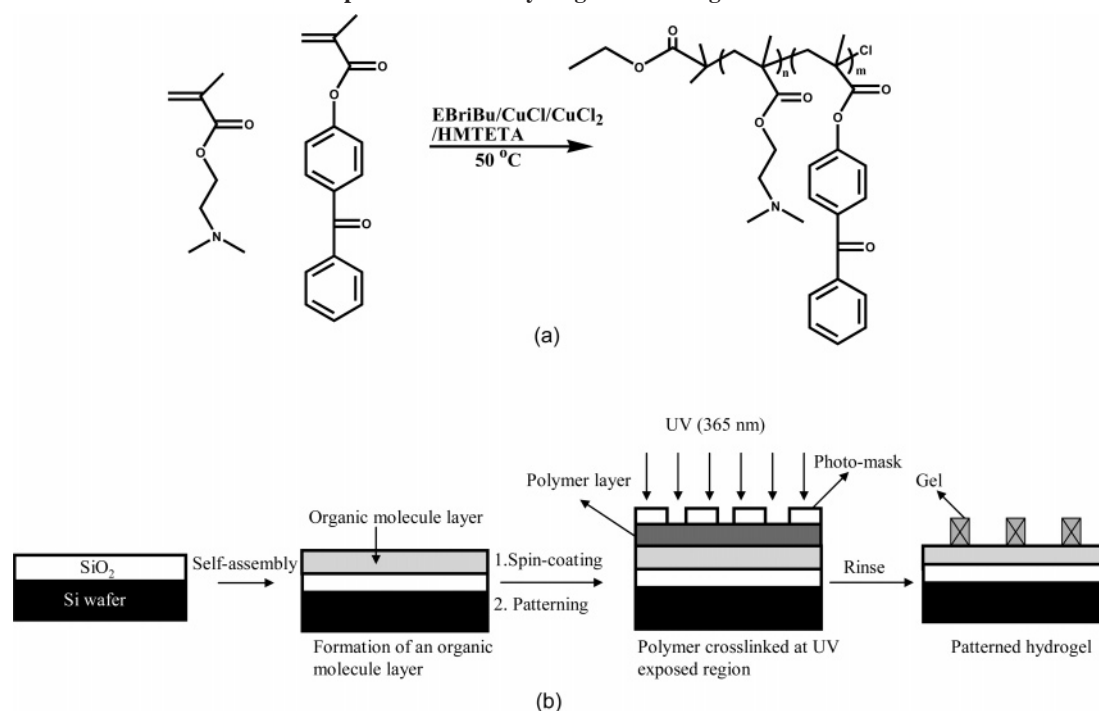 O
O
O
N
O
O
O
EBriBu/CuCl/CuCl2
/HMTETA
50 °C
O
O
n
m
Cl
O
O
O
O
N
O
(a)
UV (365 nm)
Photo-mask
Polymer layer
Gel
Organic molecule layer
SiO2
Si wafer
Self-assembly
1.Spin-coating
2. Patterning
Rinse
Formation of an organic
molecule layer
Polymer crosslinked at UV
exposed region
Patterned hydrogel
(b)